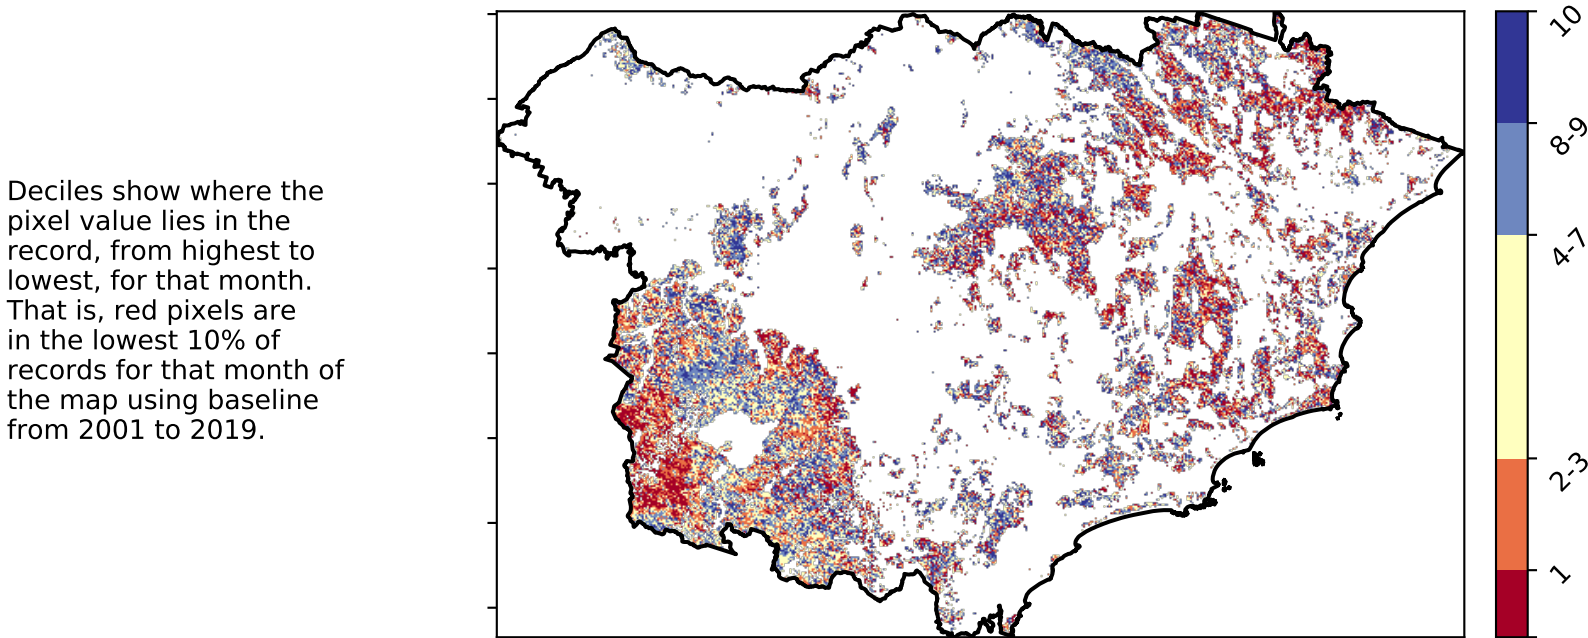 Deciles show where the
pixel value lies in the
record, from highest to
lowest, for that month.
That is, red pixels are
in the lowest 10% of
records for that month of
the map using baseline
from 2001 to 2019.
10
8-9
4-7
2-3
1